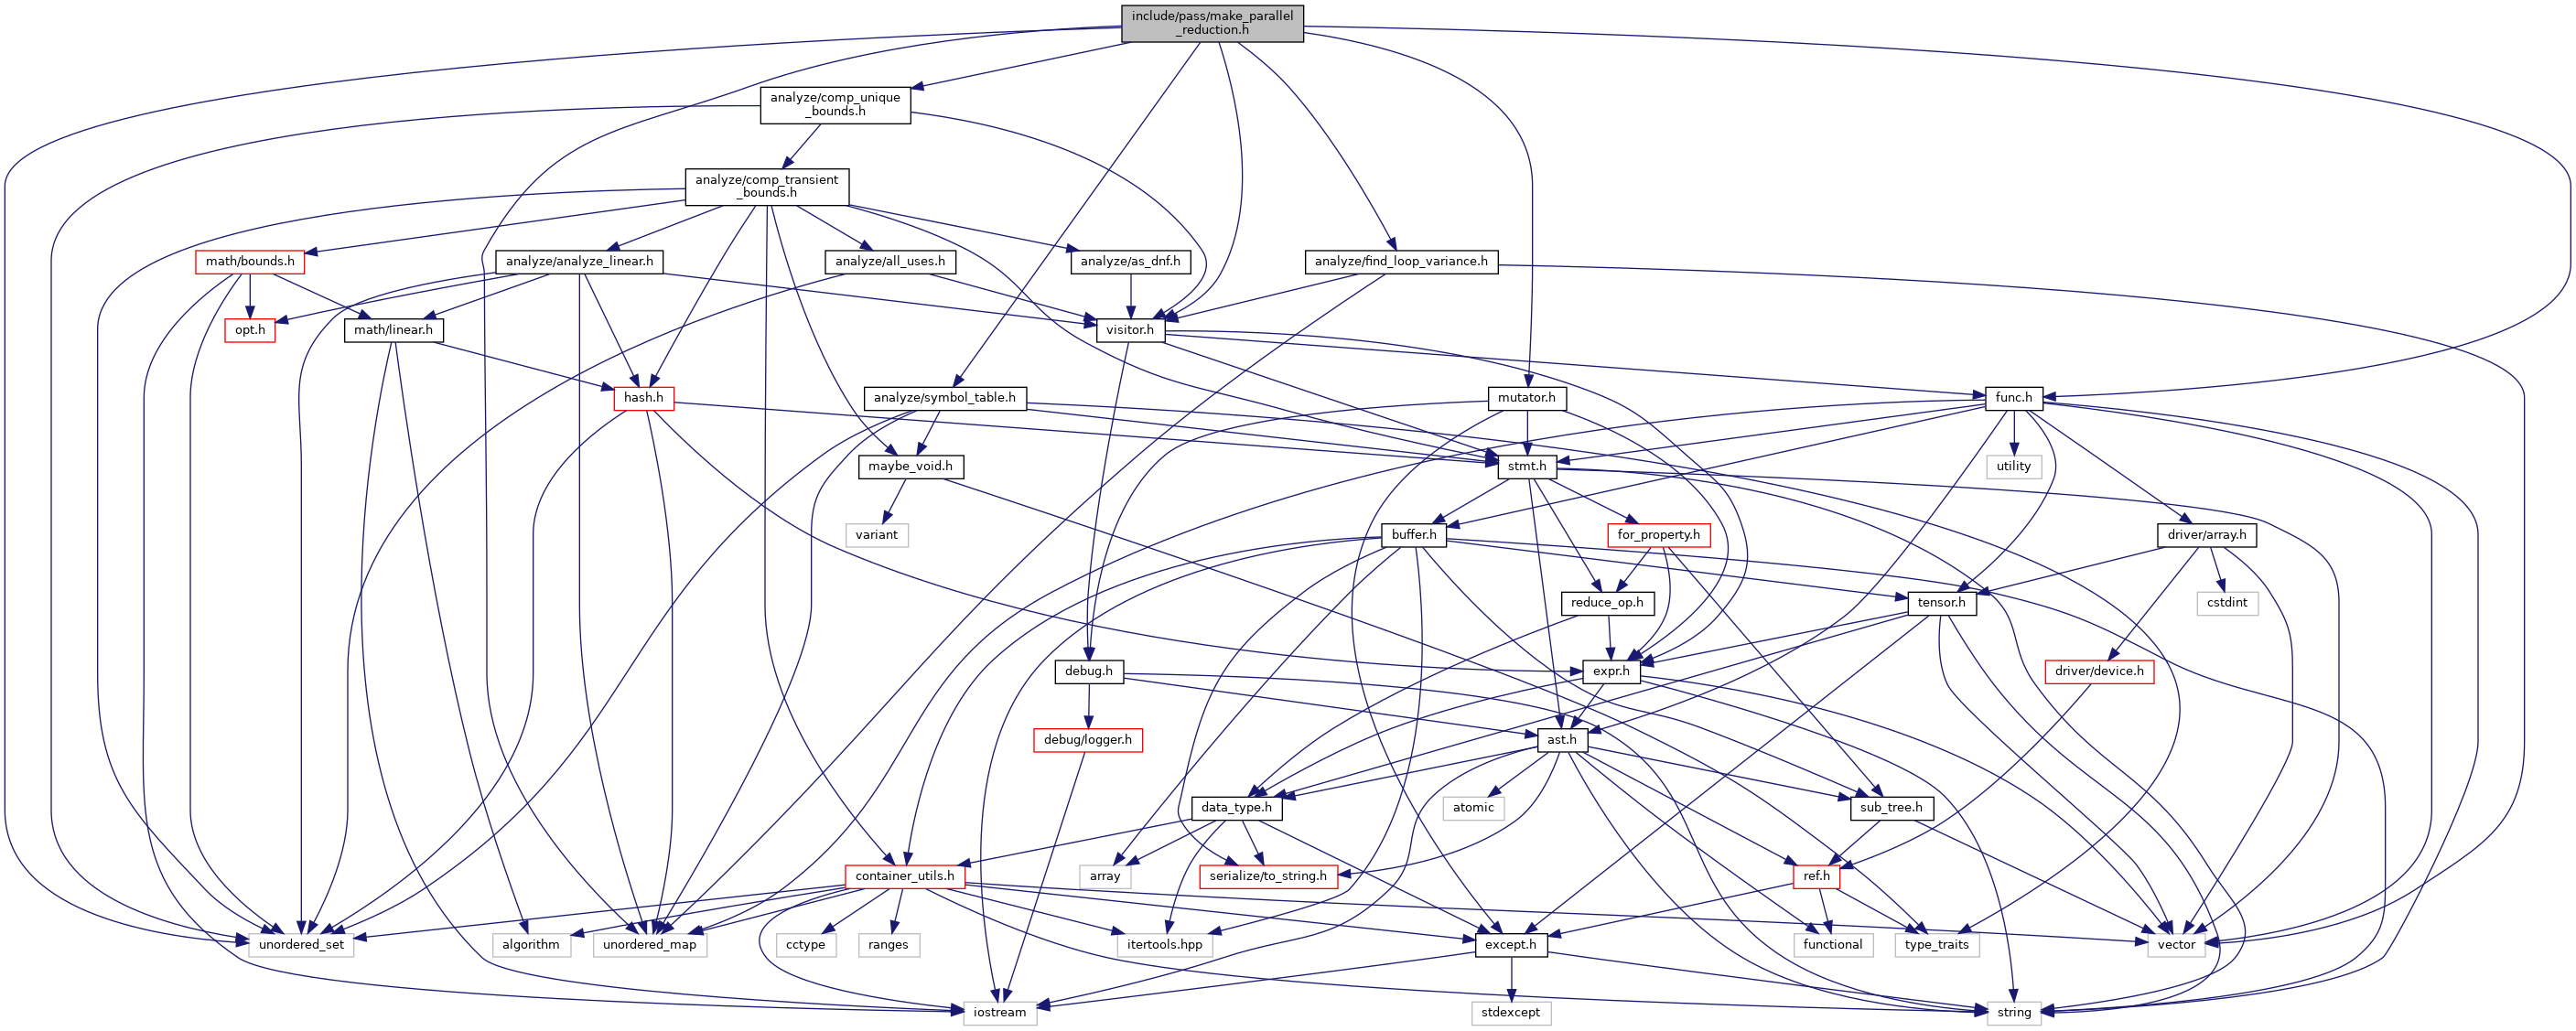 include/pass/make_parallel
_reduction.h
analyze/comp_unique
_bounds.h
analyze/comp_transient
_bounds.h
math/bounds.h
analyze/analyze_linear.h
analyze/all_uses.h
analyze/as_dnf.h
analyze/find_loop_variance.h
opt.h
math/linear.h
visitor.h
hash.h
analyze/symbol_table.h
mutator.h
func.h
maybe_void.h
stmt.h
utility
variant
buffer.h
for_property.h
driver/array.h
reduce_op.h
tensor.h
cstdint
debug.h
expr.h
driver/device.h
debug/logger.h
ast.h
data_type.h
atomic
sub_tree.h
container_utils.h
array
serialize/to_string.h
ref.h
unordered_set
algorithm
unordered_map
cctype
ranges
itertools.hpp
except.h
functional
type_traits
vector
iostream
stdexcept
string